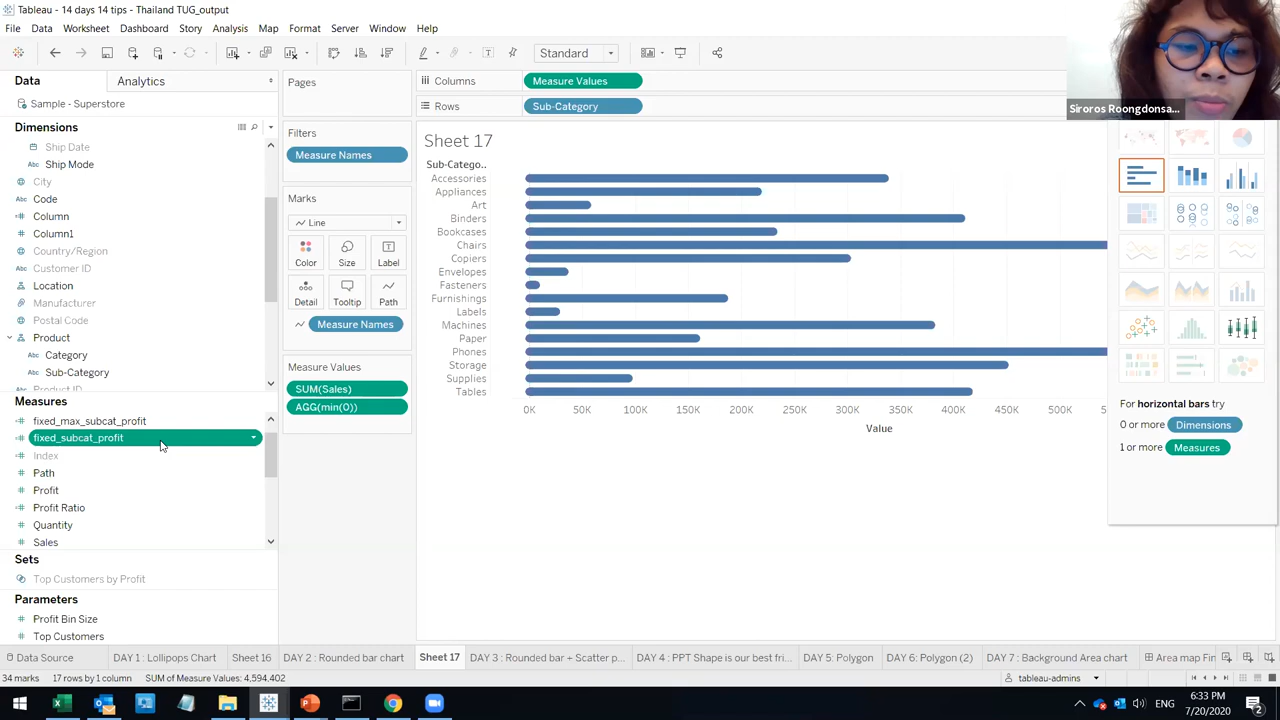 Tableau - 14 days 14 tips - Thailand TUG_output
File Data Worksheet Dashboard Story Analysis Map Format Server Window Help
Standard
Siroros Roongdonsa...
Data Analytics
Sample - Superstore
Dimensions
Ship Date
Abc Ship Mode
City
Abc Code
Column
Column1
Country/Region
Customer ID
Location
Manufacturer
Postal Code
Product
Abc Category
Abc Sub-Category
Product ID
Measures
fixed_max_subcat_profit
fixed_subcat_profit
Index
Path
Profit
Profit Ratio
Quantity
Sales
Sets
Top Customers by Profit
Parameters
Profit Bin Size
Top Customers
Pages
Filters
Measure Names
Marks
Line
Color Size Label
Detail Tooltip Path
Measure Names
Measure Values
SUM(Sales)
AGG(min(0))
Columns Measure Values
Rows Sub-Category
Sheet 17
Sub-Catego..
Accessories
Appliances
Art
Binders
Bookcases
Chairs
Copiers
Envelopes
Fasteners
Furnishings
Labels
Machines
Paper
Phones
Storage
Supplies
Tables
0K 50K 100K 150K 200K 250K 300K 350K 400K 450K 500K
Value
For horizontal bars try
0 or more Dimensions
1 or more Measures
Data Source DAY 1 : Lollipops Chart Sheet 16 DAY 2 : Rounded bar chart Sheet 17 DAY 3 : Rounded bar + Scatter p... DAY 4 : PPT Shape is our best fri... DAY 5: Polygon DAY 6: Polygon (2) DAY 7: Background Area chart Area map Fin
34 marks 17 rows by 1 column SUM of Measure Values: 4,594,402 tableau-admins
ENG
6:33 PM
7/20/2020
2